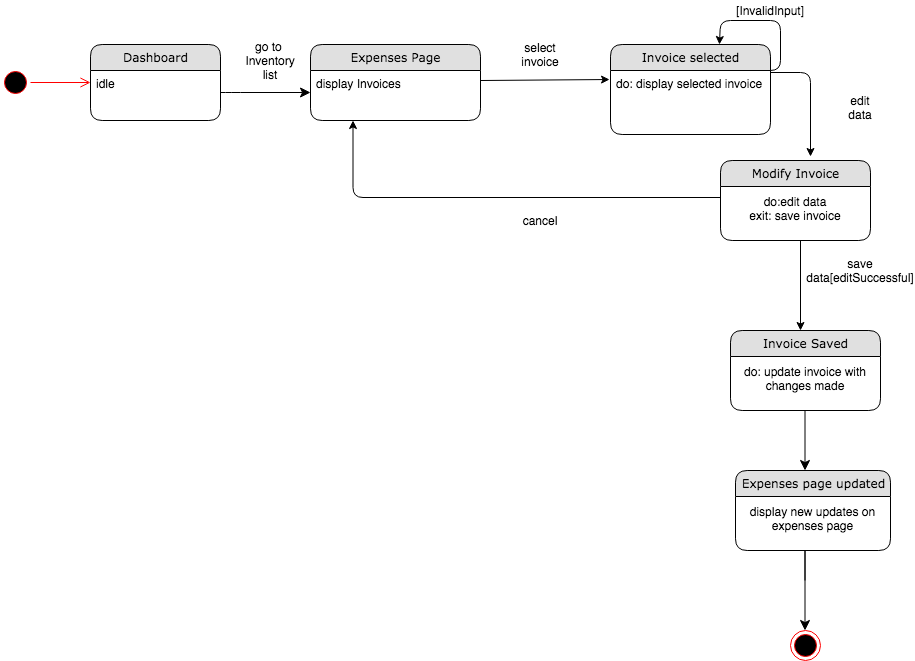 [InvalidInput]
Dashboard
idle
go to
Inventory
list
Expenses Page
display Invoices
select
invoice
Invoice selected
do: display selected invoice
edit
data
Modify Invoice
do:edit data
exit: save invoice
cancel
save
data[editSuccessful]
Invoice Saved
do: update invoice with
changes made
Expenses page updated
display new updates on
expenses page